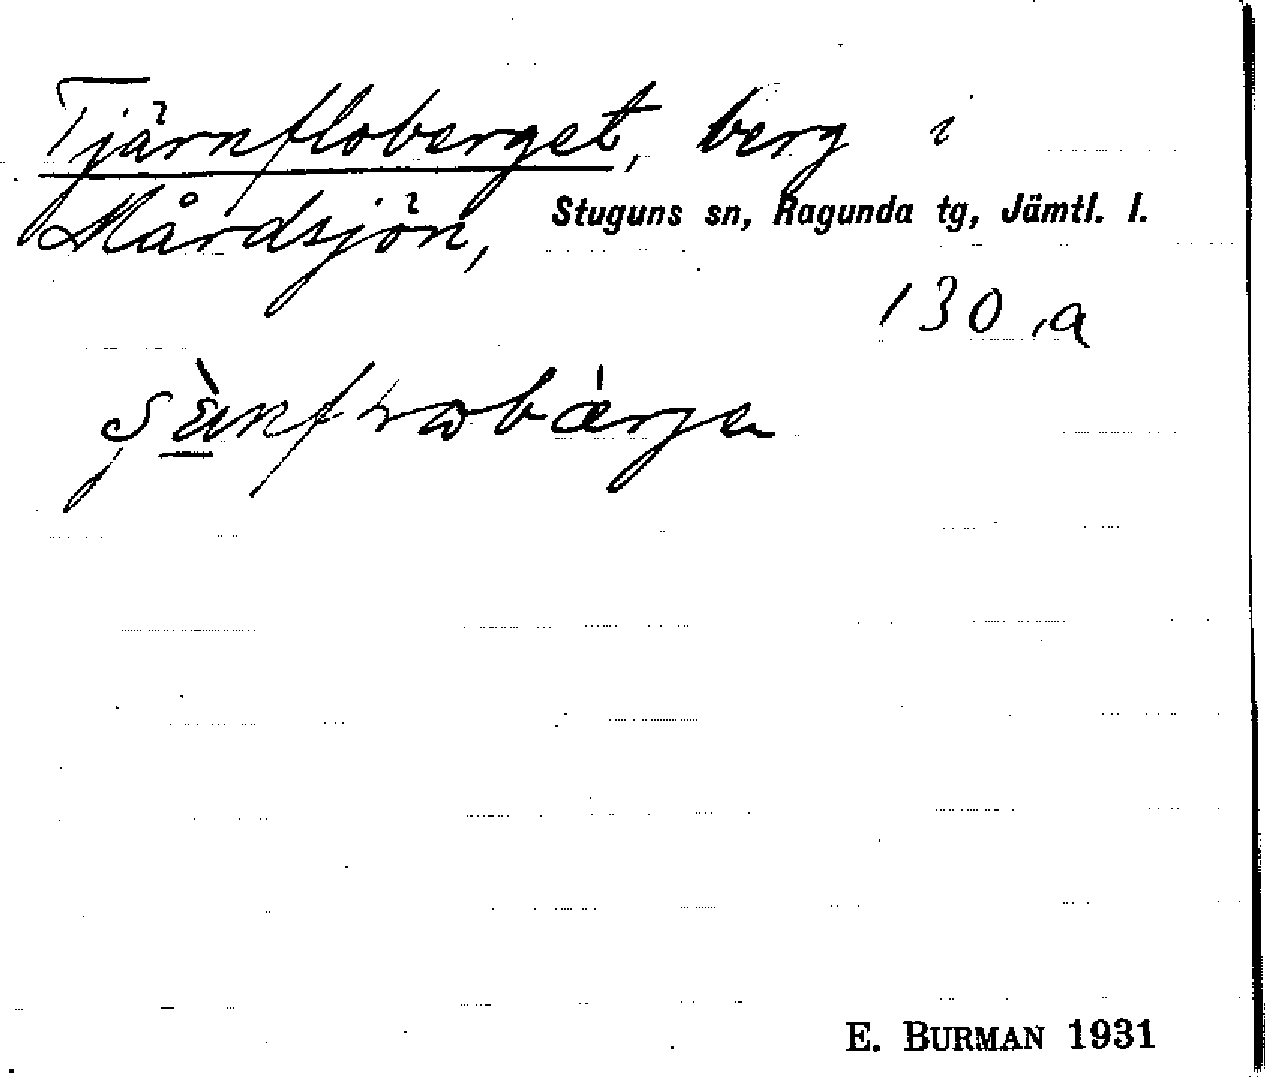 Tjärnfloberget, berg i
Mårdsjön, Stuguns sn, Ragunda tg, Jämtl. l.
130 a
E. BURMAN 1931